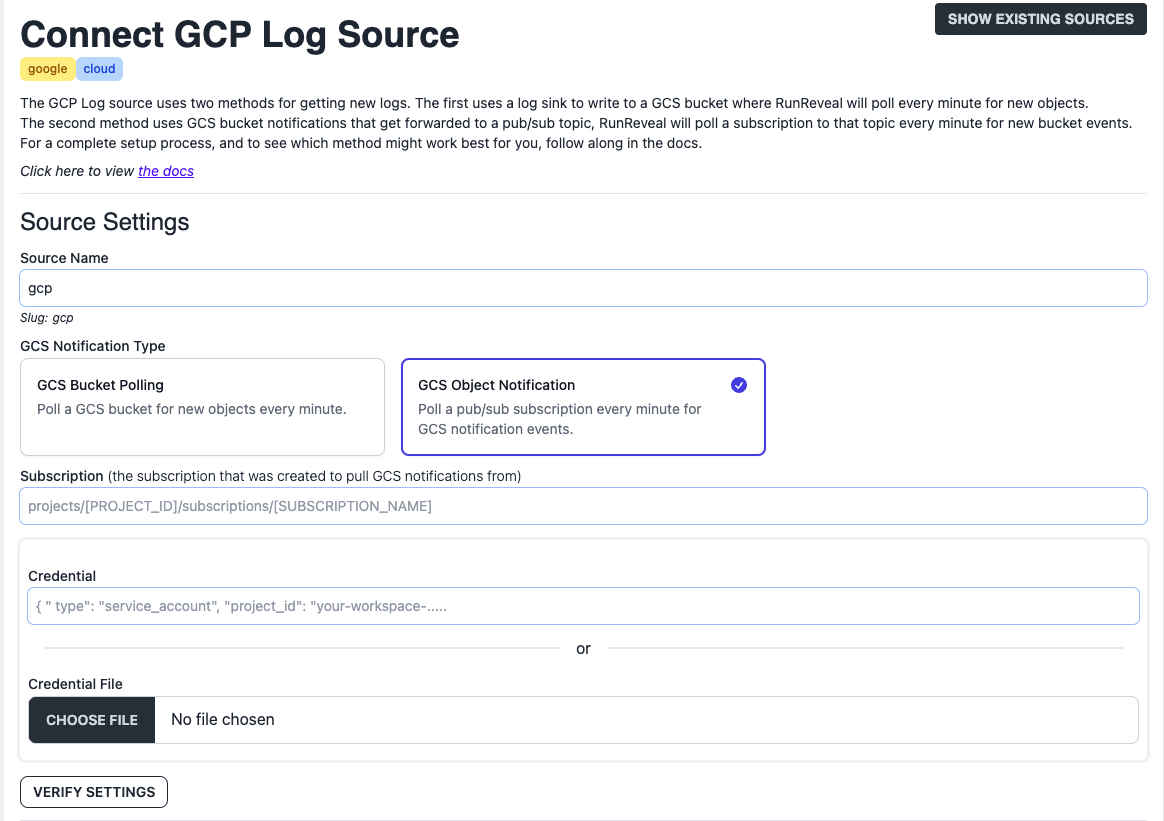 Connect GCP Log Source
SHOW EXISTING SOURCES
google cloud
The GCP Log source uses two methods for getting new logs. The first uses a log sink to write to a GCS bucket where RunReveal will poll every minute for new objects.
The second method uses GCS bucket notifications that get forwarded to a pub/sub topic, RunReveal will poll a subscription to that topic every minute for new bucket events.
For a complete setup process, and to see which method might work best for you, follow along in the docs.
Click here to view the docs
Source Settings
Source Name
gcp
Slug: gcp
GCS Notification Type
GCS Bucket Polling
Poll a GCS bucket for new objects every minute.
GCS Object Notification
Poll a pub/sub subscription every minute for
GCS notification events.
Subscription (the subscription that was created to pull GCS notifications from)
projects/[PROJECT_ID]/subscriptions/[SUBSCRIPTION_NAME]
Credential
{ " type": "service_account", "project_id": "your-workspace-.....
or
Credential File
CHOOSE FILE No file chosen
VERIFY SETTINGS